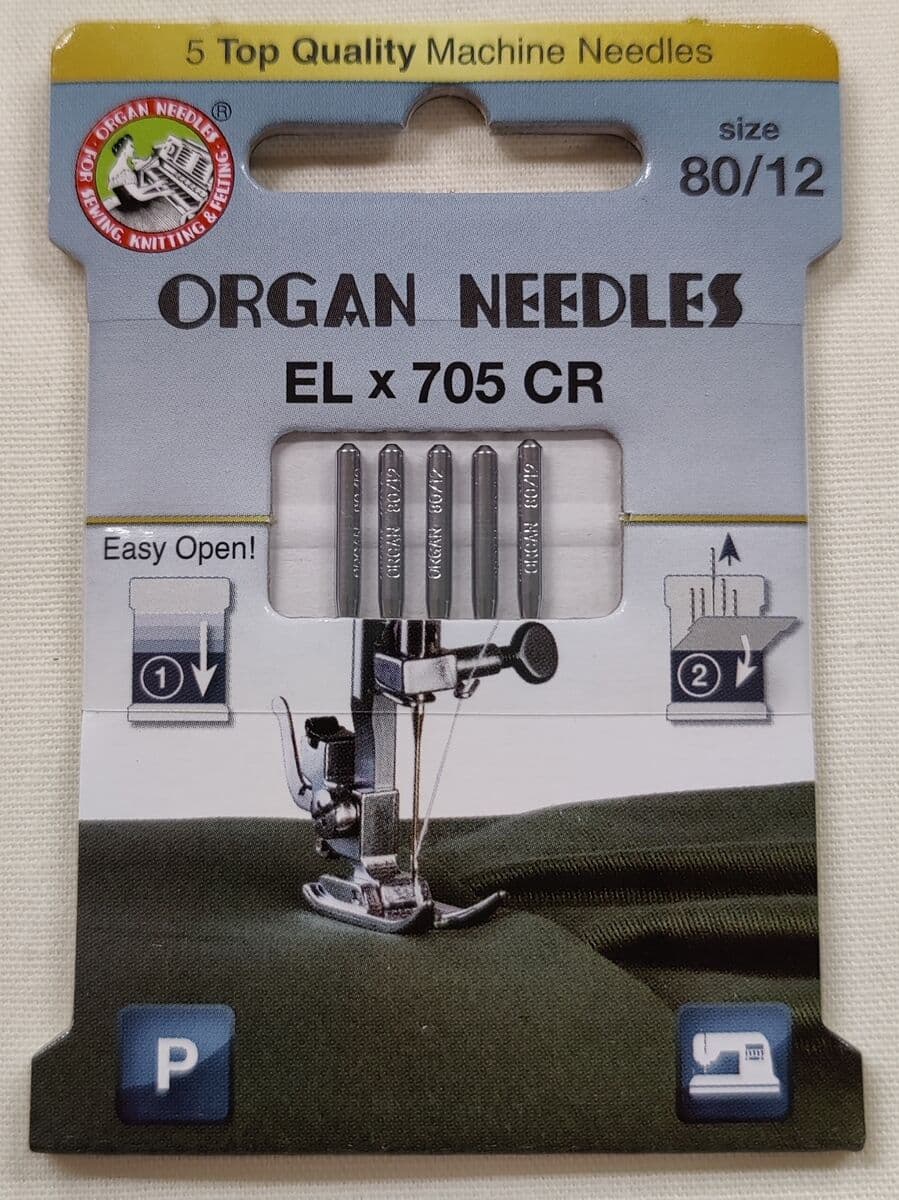 5 Top Quality Machine Needles
ORGAN NEEDLES
FOR SEWING, KNITTING & FELTING
®
size
80/12
ORGAN NEEDLES
EL x 705 CR
ORGAN 80/12
ORGAN 80/12
ORGAN 80/12
Easy Open!
1
2
P